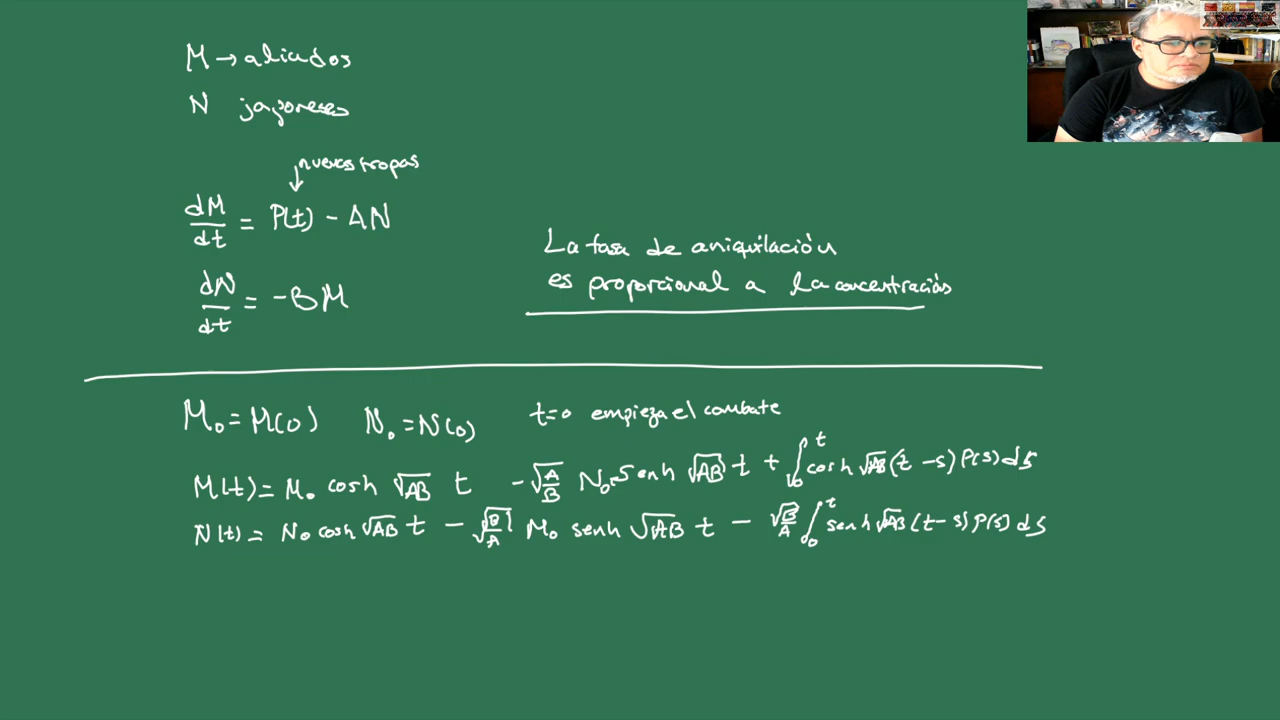 M → aliados
N japoneses
nuevas tropas
dM/dt = P(t) - AN
dN/dt = -BM
La tasa de aniquilación
es proporcional a la concentración
M₀ = M(0) N₀ = N(0) t=0 empieza el combate
M(t) = M₀ cosh √AB t - √A/B N₀ senh √AB t + ∫₀ᵗ cosh √AB (t-s) P(s) ds
N(t) = N₀ cosh √AB t - √B/A M₀ senh √AB t - √B/A ∫₀ᵗ senh √AB (t-s) P(s) ds